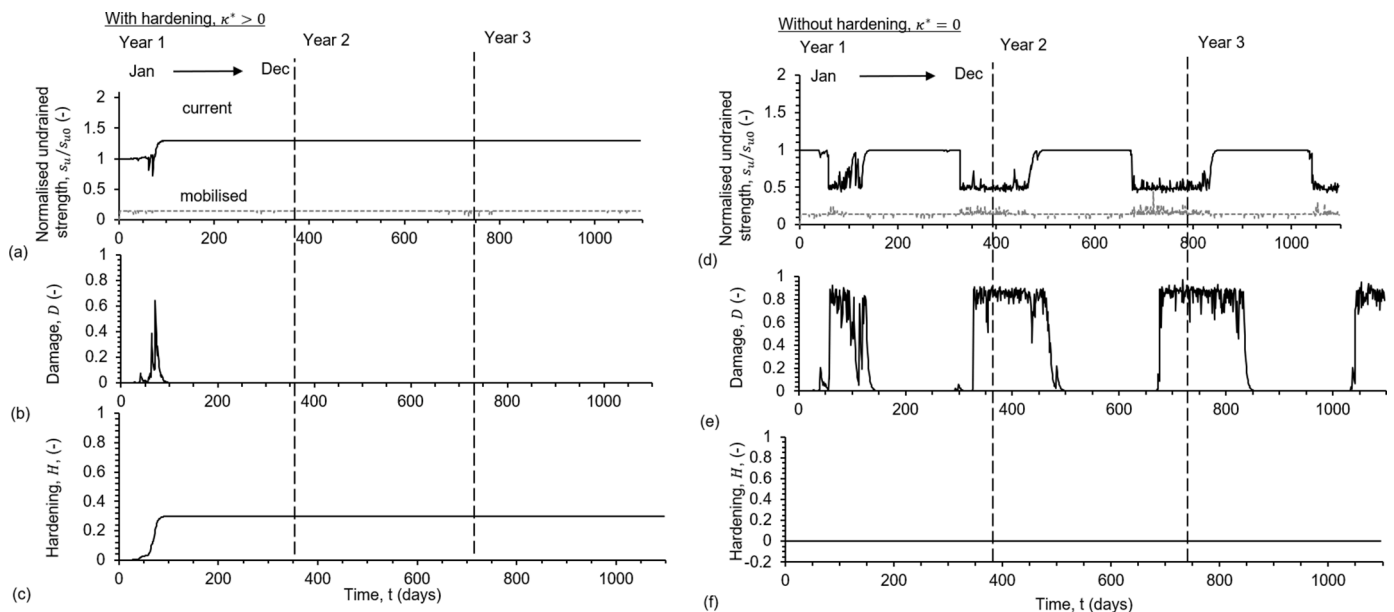 With hardening, κ* > 0
Year 1
Year 2
Year 3
Jan
Dec
current
mobilised
Normalised undrained
strength, s_u/s_{u0} (-)
2
1.5
1
0.5
0
0 200 400 600 800 1000
(a)
Damage, D (-)
1
0.8
0.6
0.4
0.2
0
0 200 400 600 800 1000
(b)
Hardening, H, (-)
1
0.8
0.6
0.4
0.2
0
0 200 400 600 800 1000
(c)
Time, t (days)
Without hardening, κ* = 0
Year 1
Year 2
Year 3
Jan
Dec
Normalised undrained
strength, s_u/s_{u0} (-)
2
1.5
1
0.5
0
0 200 400 600 800 1000
(d)
Damage, D (-)
1
0.8
0.6
0.4
0.2
0
0 200 400 600 800 1000
(e)
Hardening, H, (-)
1
0.8
0.6
0.4
0.2
0
-0.2
0 200 400 600 800 1000
(f)
Time, t (days)